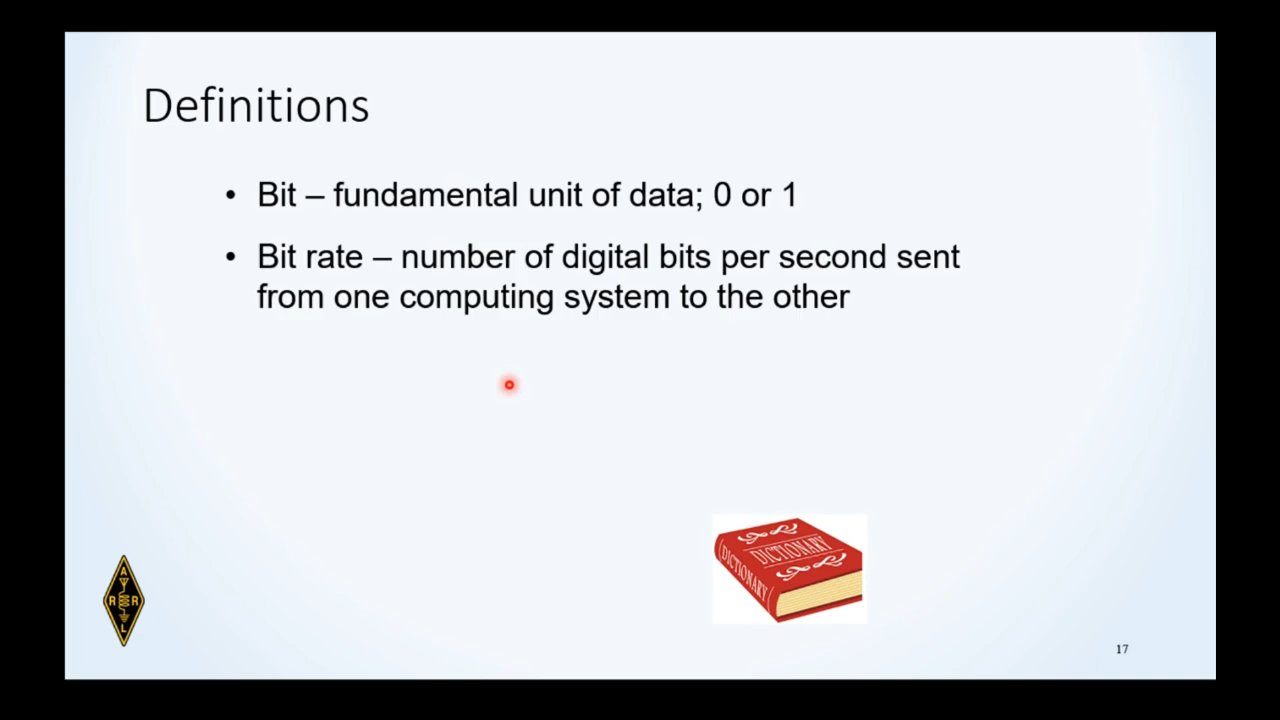 Definitions
• Bit – fundamental unit of data; 0 or 1
• Bit rate – number of digital bits per second sent
from one computing system to the other
DICTIONARY
DICTIONARY
A
R R
L
17